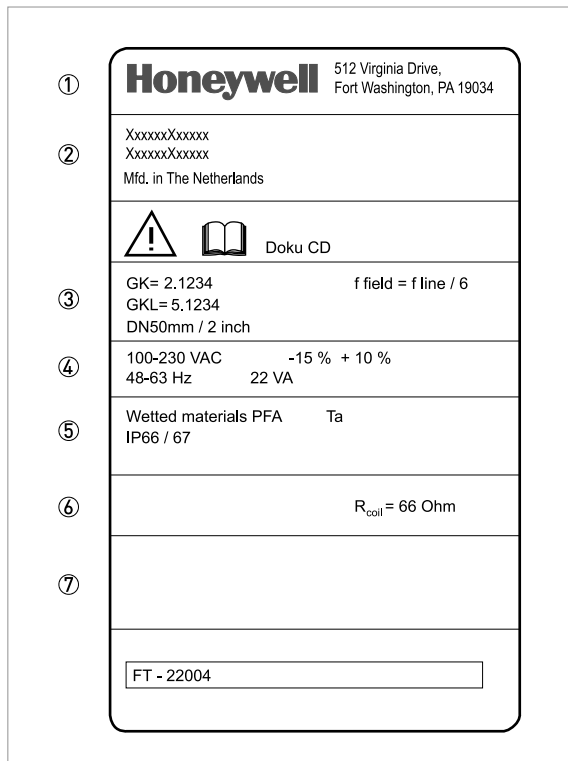 ① Honeywell 512 Virginia Drive,
Fort Washington, PA 19034
② XxxxxxXxxxxx
XxxxxxXxxxxx
Mfd. in The Netherlands
Doku CD
③ GK= 2.1234 f field = f line / 6
GKL= 5.1234
DN50mm / 2 inch
④ 100-230 VAC -15 % + 10 %
48-63 Hz 22 VA
⑤ Wetted materials PFA Ta
IP66 / 67
⑥ Rcoil = 66 Ohm
⑦
FT - 22004